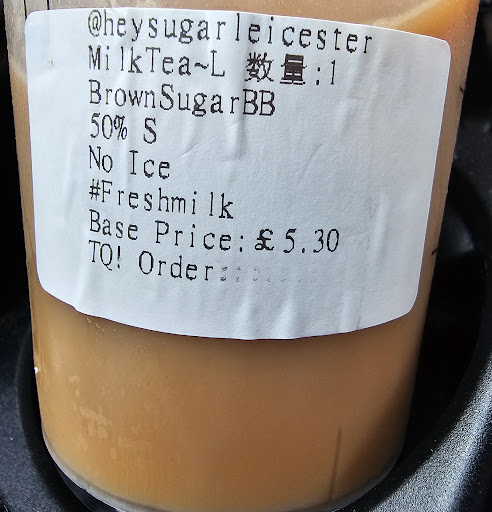 @heysugarleicester
MilkTea~L 数量:1
BrownSugarBB
50% S
No Ice
#Freshmilk
Base Price:£5.30
TQ! Order: